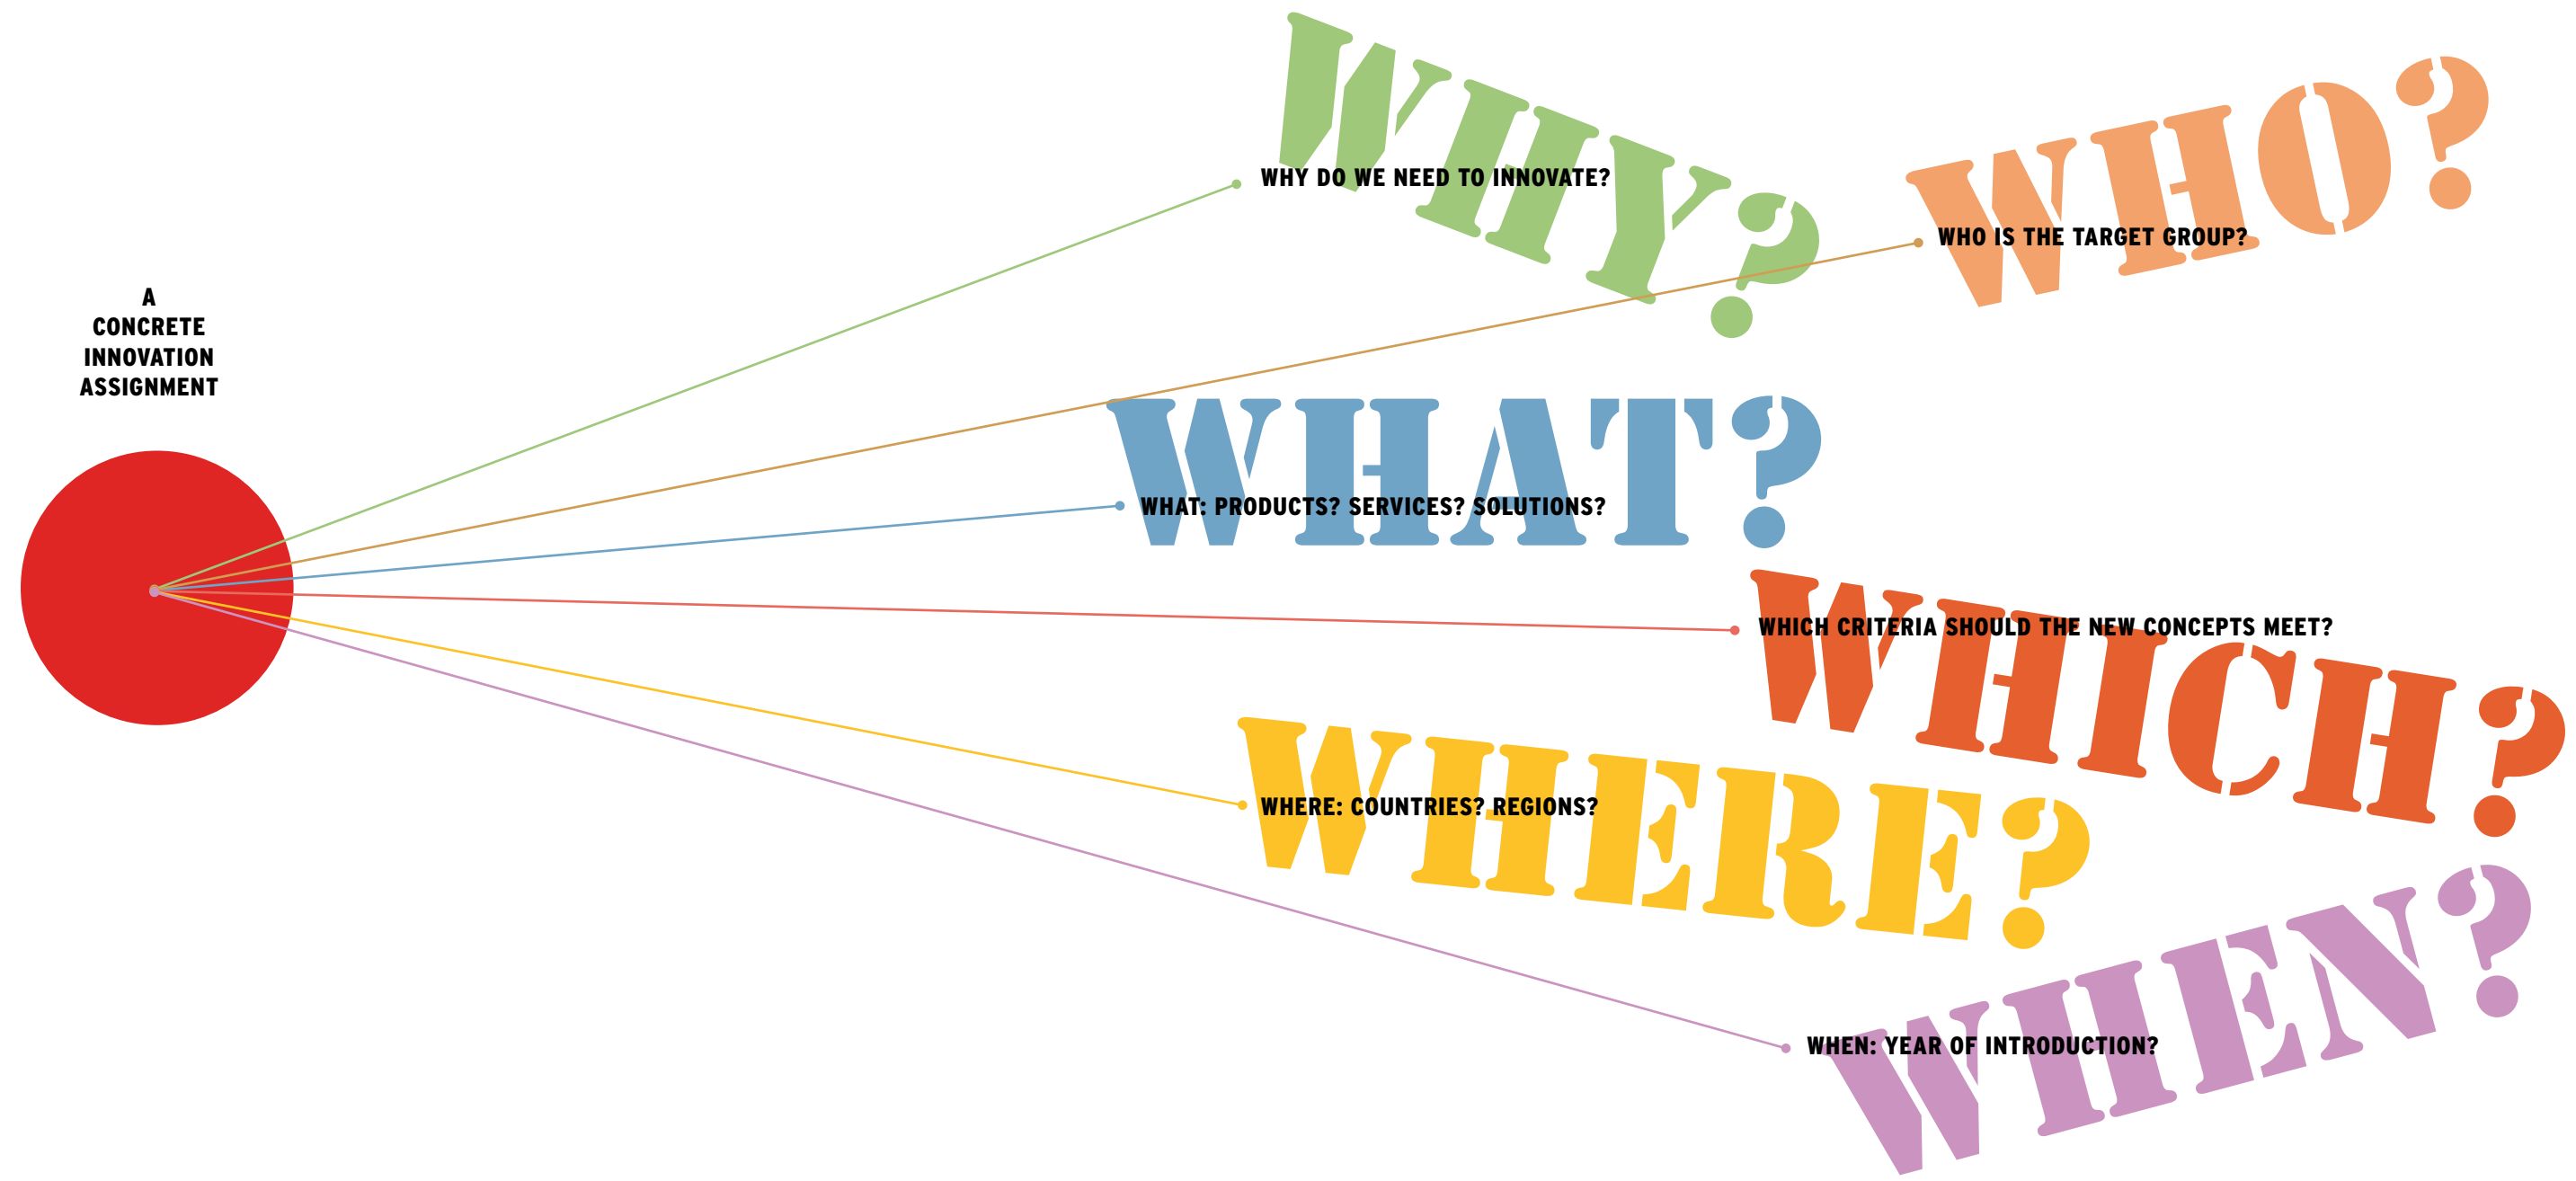 WHY?
WHY DO WE NEED TO INNOVATE?
WHO?
WHO IS THE TARGET GROUP?
A
CONCRETE
INNOVATION
ASSIGNMENT
WHAT?
WHAT: PRODUCTS? SERVICES? SOLUTIONS?
WHICH?
WHICH CRITERIA SHOULD THE NEW CONCEPTS MEET?
WHERE?
WHERE: COUNTRIES? REGIONS?
WHEN?
WHEN: YEAR OF INTRODUCTION?